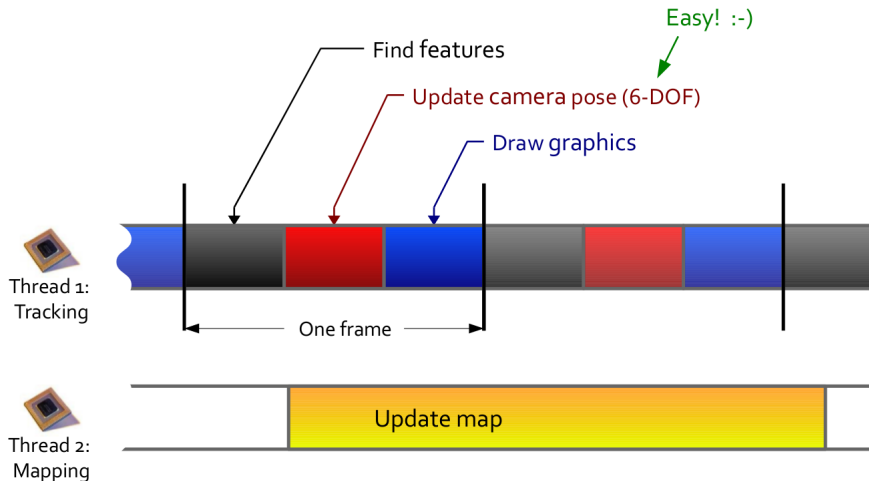 Easy! :-)
Find features
Update camera pose (6-DOF)
Draw graphics
Thread 1:
Tracking
One frame
Update map
Thread 2:
Mapping